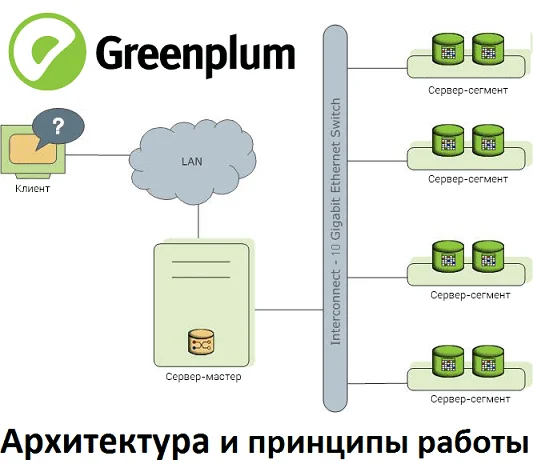 Greenplum
?
Клиент
LAN
Сервер-мастер
Interconnect - 10 Gigabit Ethernet Switch
Сервер-сегмент
Сервер-сегмент
Сервер-сегмент
Сервер-сегмент
Архитектура и принципы работы